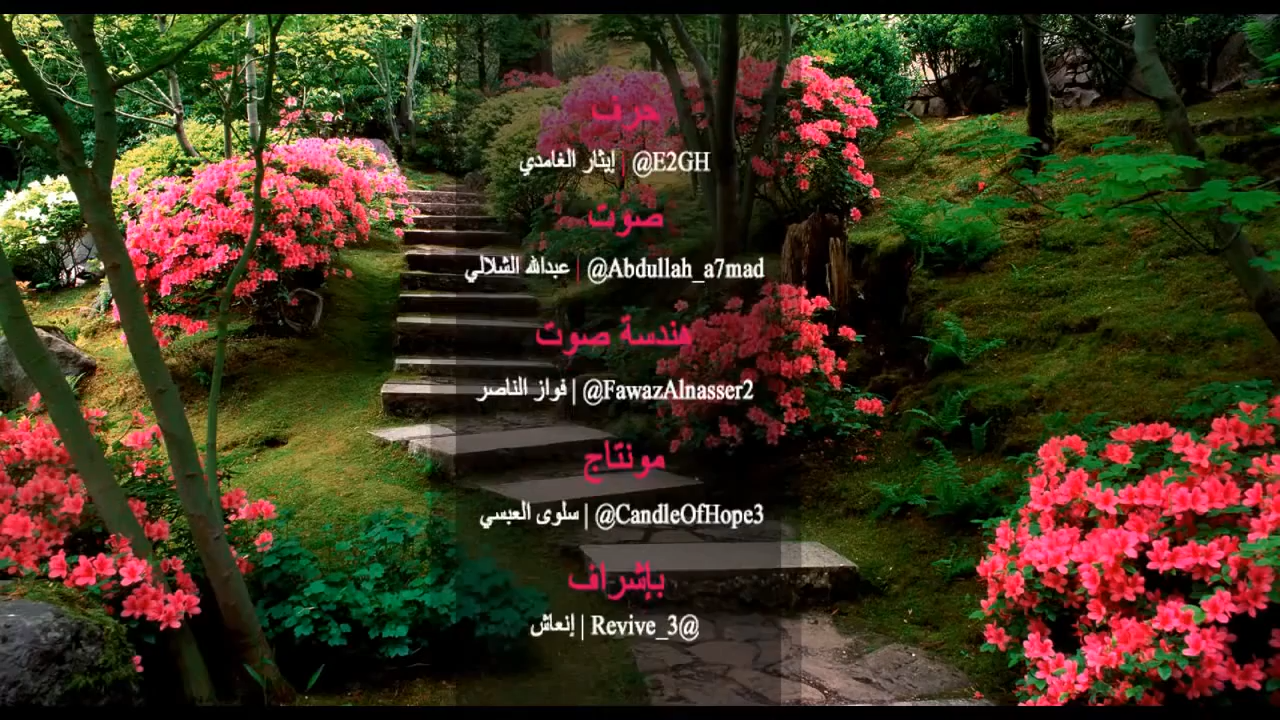 حرف
@E2GH | إيثار الغامدي
صوت
@Abdullah_a7mad | عبدالله الشلالي
هندسة صوت
@FawazAlnasser2 | فواز الناصر
مونتاج
@CandleOfHope3 | سلوى العبسي
بإشراف
@Revive_3 | إنعاش